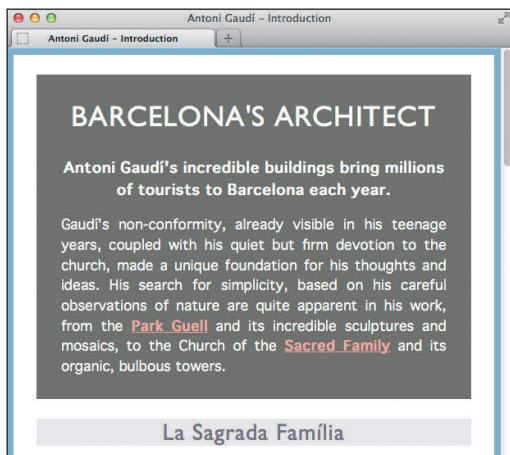 Antoni Gaudí – Introduction
Antoni Gaudí – Introduction
BARCELONA'S ARCHITECT
Antoni Gaudí's incredible buildings bring millions
of tourists to Barcelona each year.
Gaudí's non-conformity, already visible in his teenage
years, coupled with his quiet but firm devotion to the
church, made a unique foundation for his thoughts and
ideas. His search for simplicity, based on his careful
observations of nature are quite apparent in his work,
from the Park Guell and its incredible sculptures and
mosaics, to the Church of the Sacred Family and its
organic, bulbous towers.
La Sagrada Família